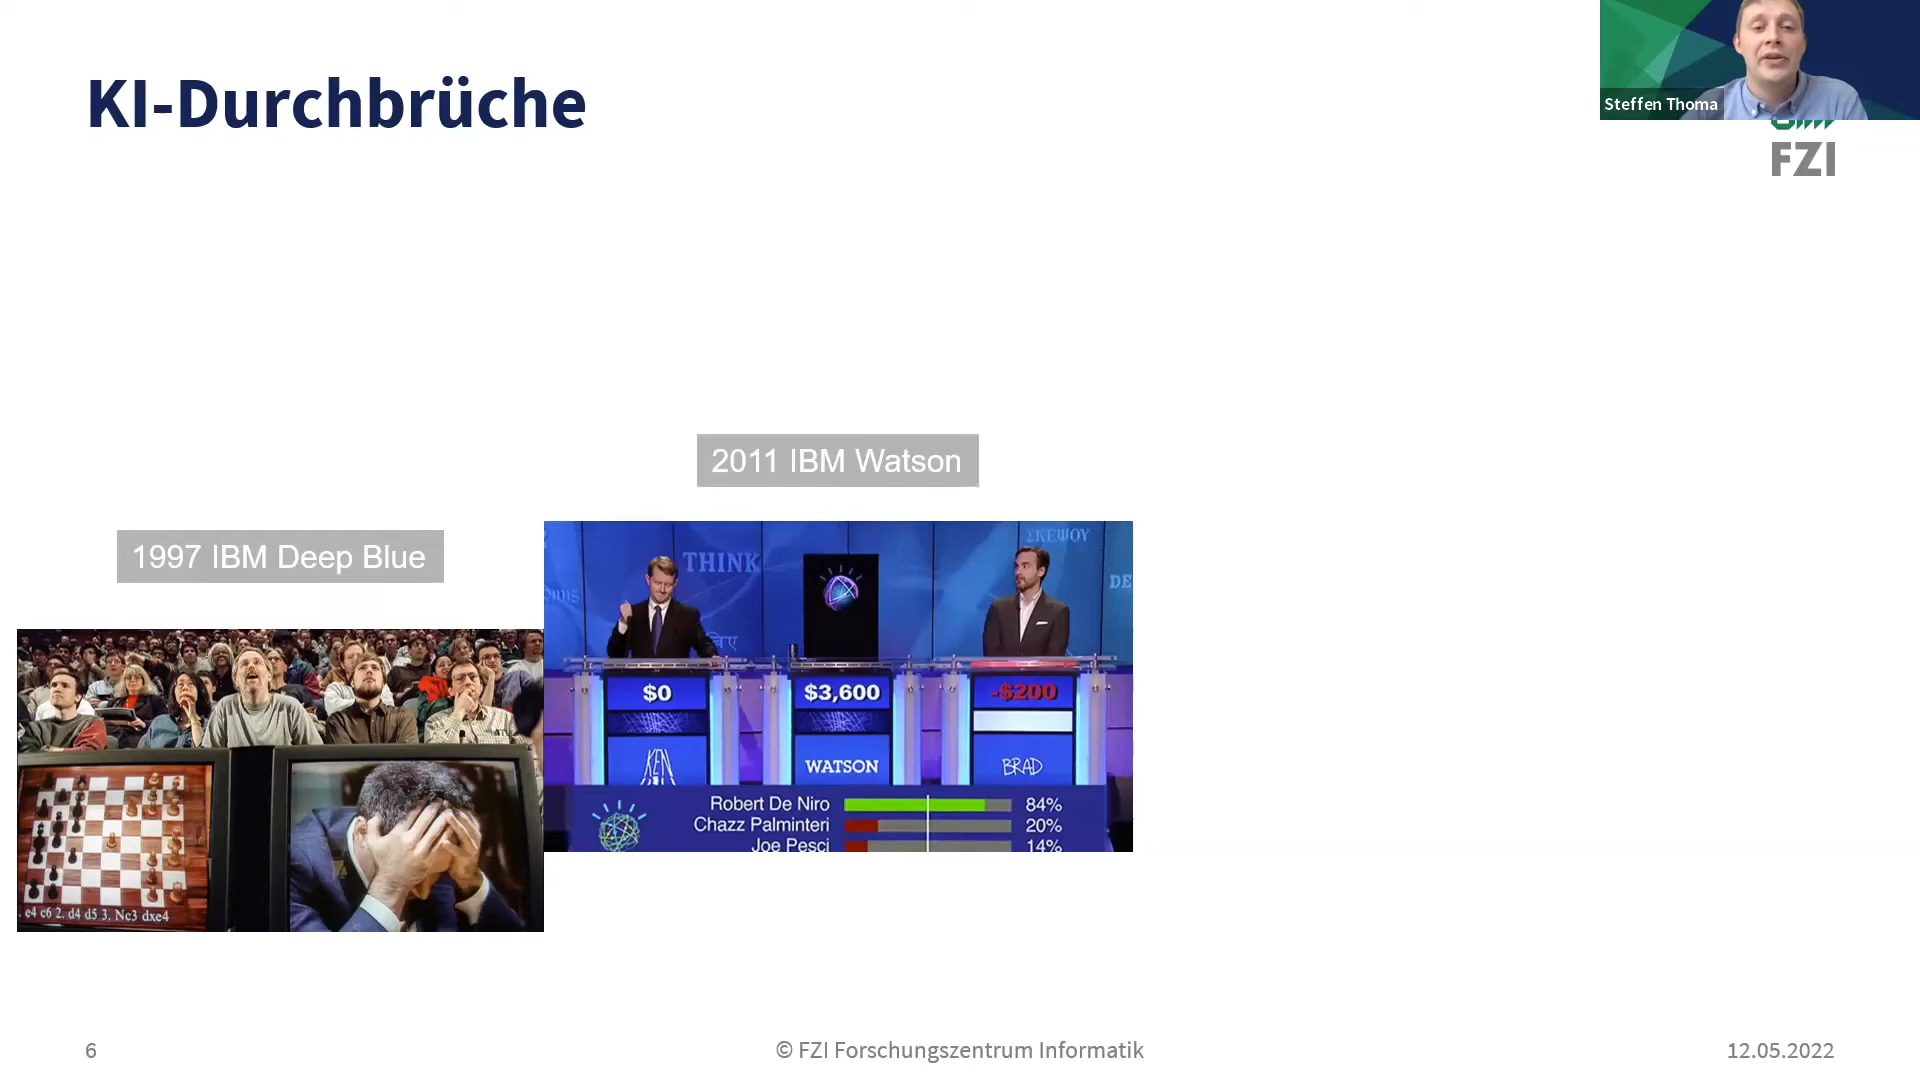 KI-Durchbrüche
Steffen Thoma
FZI
2011 IBM Watson
1997 IBM Deep Blue
THINK
ΣΚΕΨΟΥ
DE
$0
$3,600
-$200
KEN
WATSON
BRAD
Robert De Niro 84%
Chazz Palminteri 20%
Joe Pesci 14%
. e4 c6 2. d4 d5 3. Nc3 dxe4
6
© FZI Forschungszentrum Informatik
12.05.2022